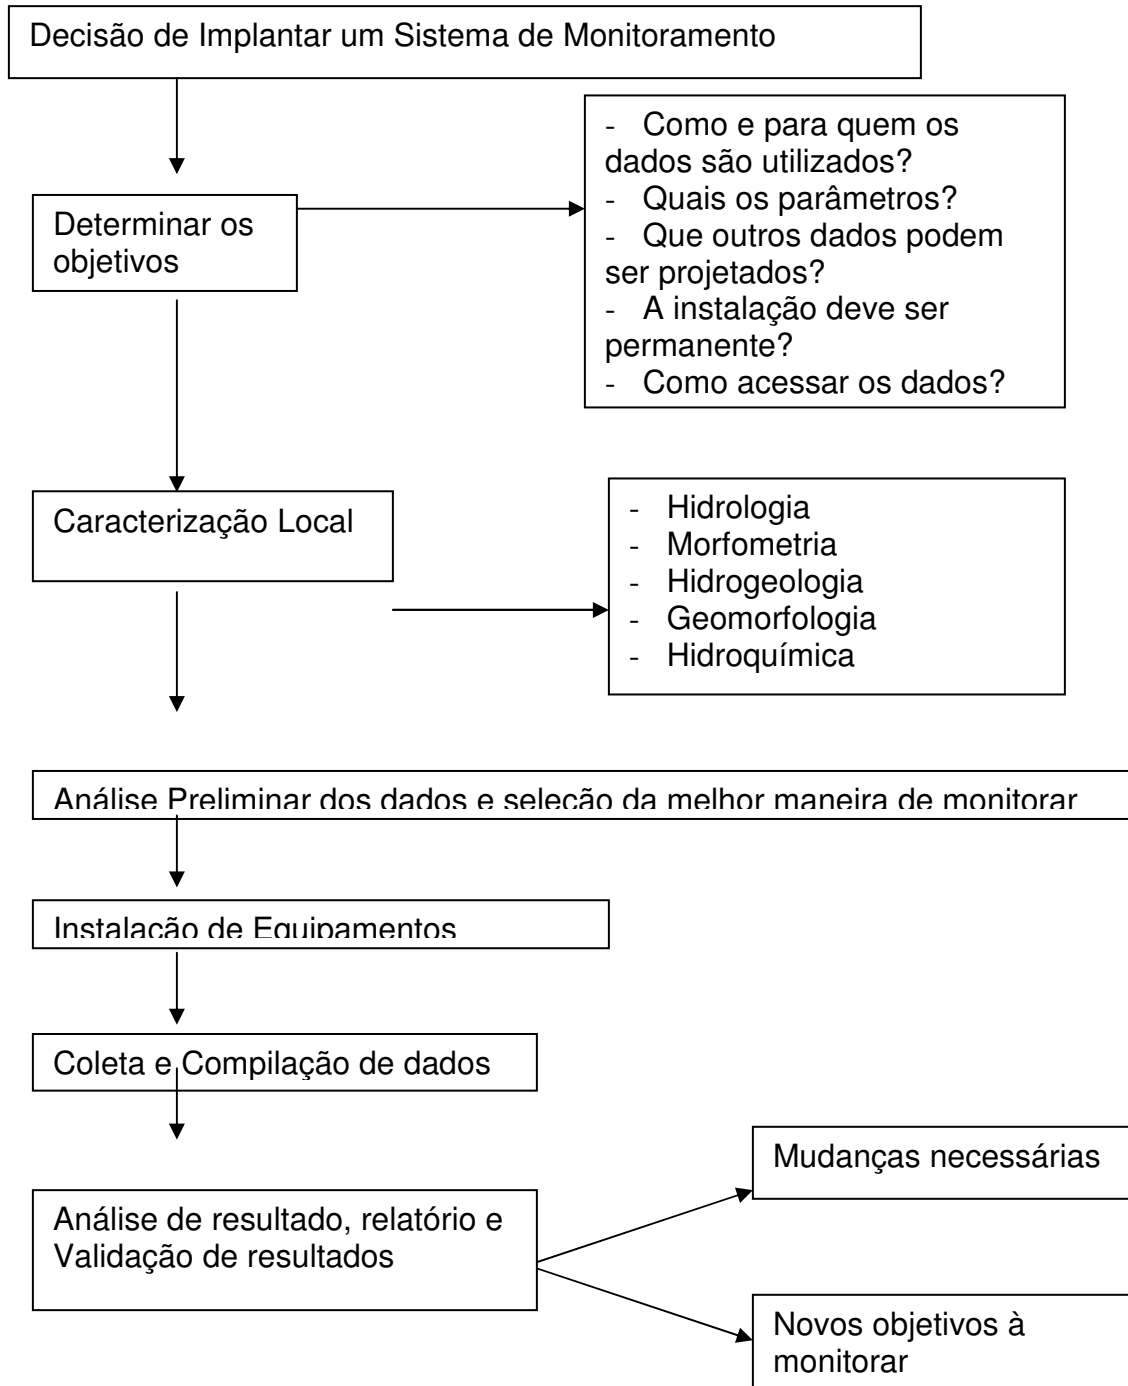 Decisão de Implantar um Sistema de Monitoramento
- Como e para quem os
dados são utilizados?
- Quais os parâmetros?
- Que outros dados podem
ser projetados?
- A instalação deve ser
permanente?
- Como acessar os dados?
Determinar os
objetivos
Caracterização Local
- Hidrologia
- Morfometria
- Hidrogeologia
- Geomorfologia
- Hidroquímica
Análise Preliminar dos dados e seleção da melhor maneira de monitorar
Instalação de Equipamentos
Coleta e Compilação de dados
Mudanças necessárias
Análise de resultado, relatório e
Validação de resultados
Novos objetivos à
monitorar